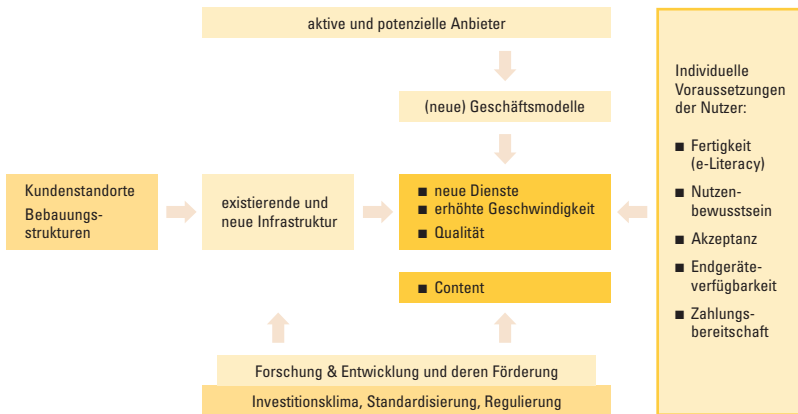 aktive und potenzielle Anbieter
(neue) Geschäftsmodelle
Kundenstandorte
Bebauungs-
strukturen
existierende und
neue Infrastruktur
■ neue Dienste
■ erhöhte Geschwindigkeit
■ Qualität
■ Content
Forschung & Entwicklung und deren Förderung
Investitionsklima, Standardisierung, Regulierung
Individuelle
Voraussetzungen
der Nutzer:
■ Fertigkeit
(e-Literacy)
■ Nutzen-
bewusstsein
■ Akzeptanz
■ Endgeräte-
verfügbarkeit
■ Zahlungs-
bereitschaft